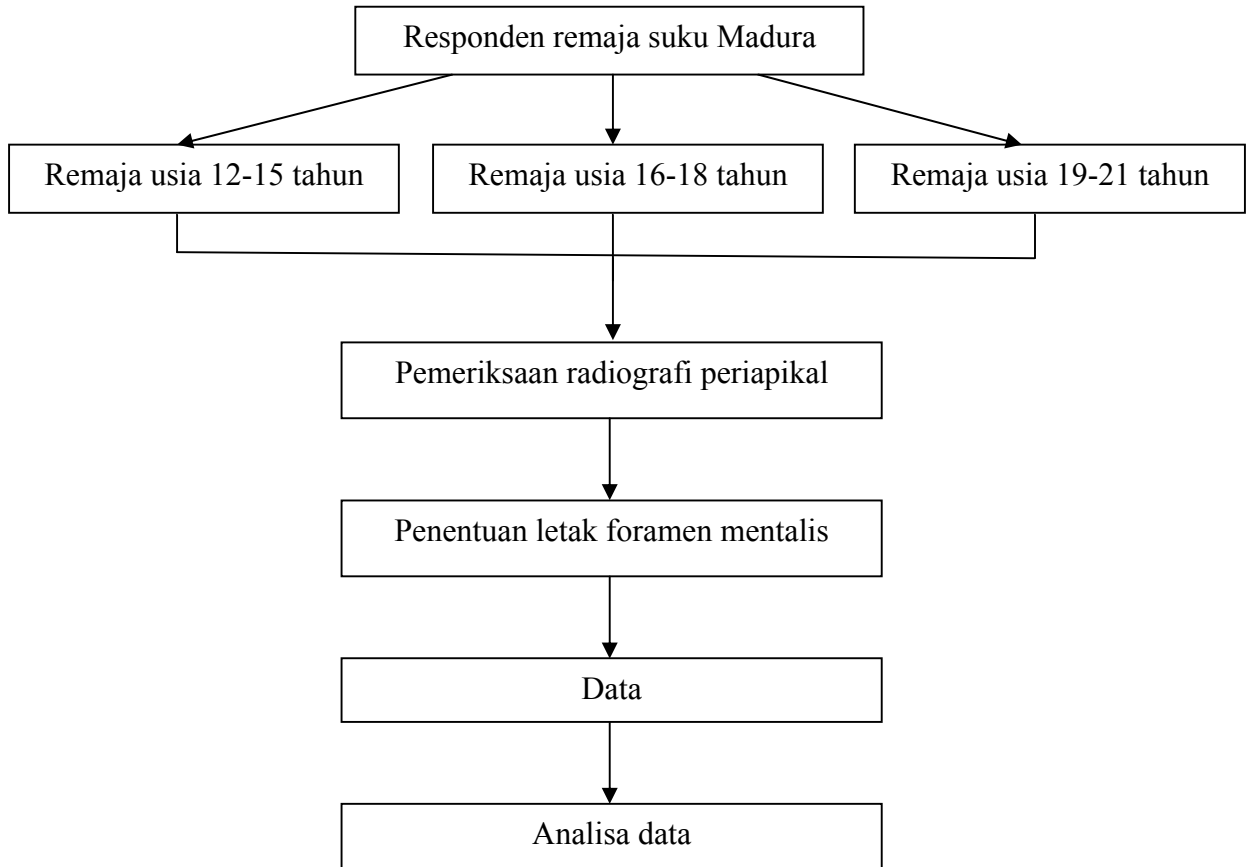 Responden remaja suku Madura
Remaja usia 12-15 tahun
Remaja usia 16-18 tahun
Remaja usia 19-21 tahun
Pemeriksaan radiografi periapikal
Penentuan letak foramen mentalis
Data
Analisa data